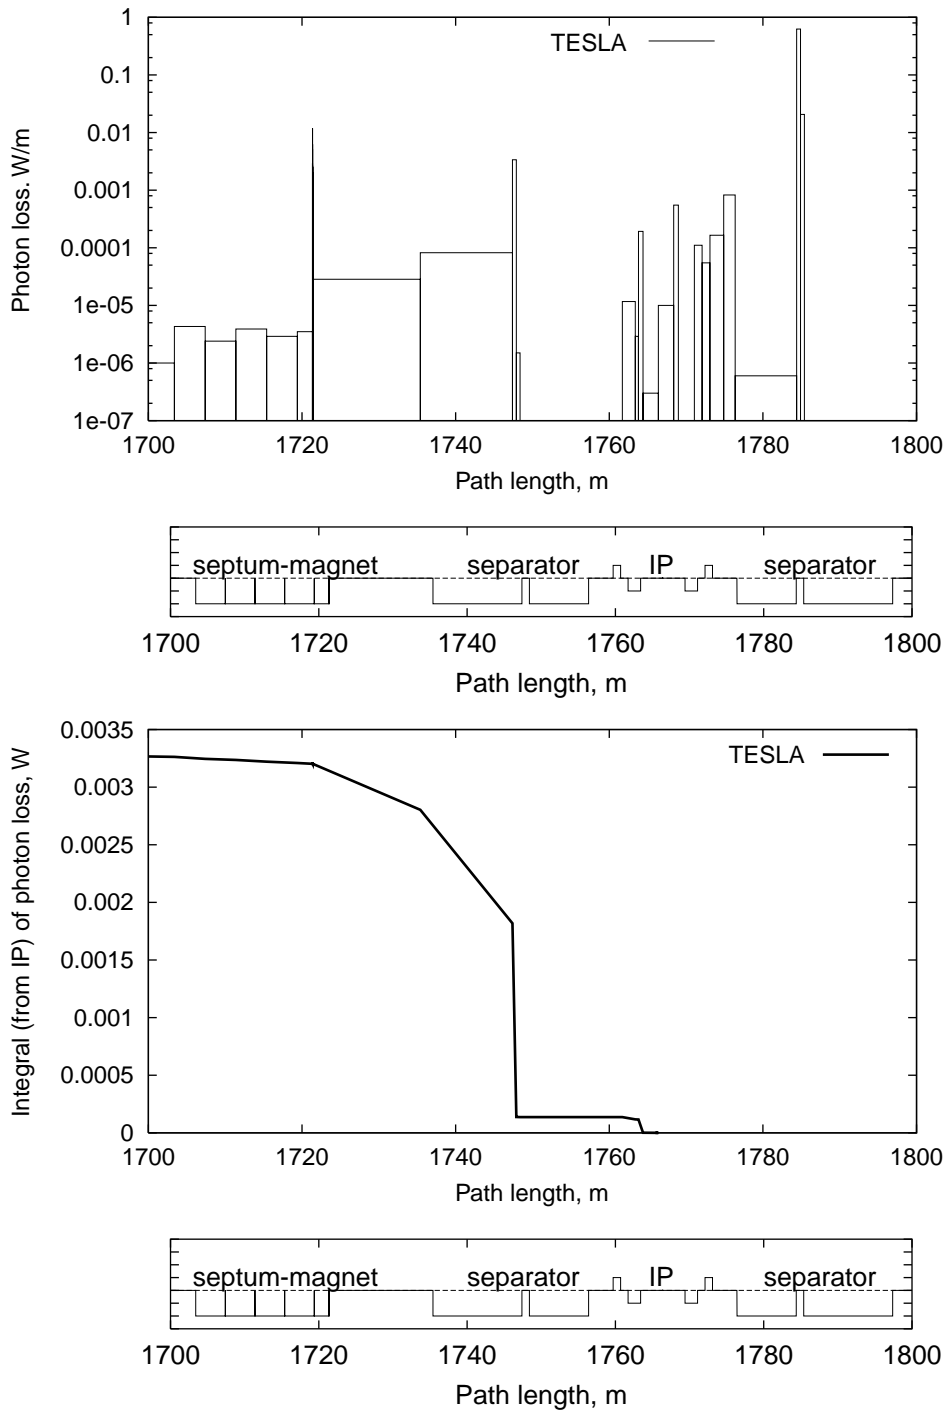 1
0.1
0.01
0.001
0.0001
1e-05
1e-06
1e-07
Photon loss. W/m
TESLA
1700 1720 1740 1760 1780 1800
Path length, m
septum-magnet separator IP separator
1700 1720 1740 1760 1780 1800
Path length, m
0.0035
0.003
0.0025
0.002
0.0015
0.001
0.0005
0
Integral (from IP) of photon loss, W
TESLA
1700 1720 1740 1760 1780 1800
Path length, m
septum-magnet separator IP separator
1700 1720 1740 1760 1780 1800
Path length, m